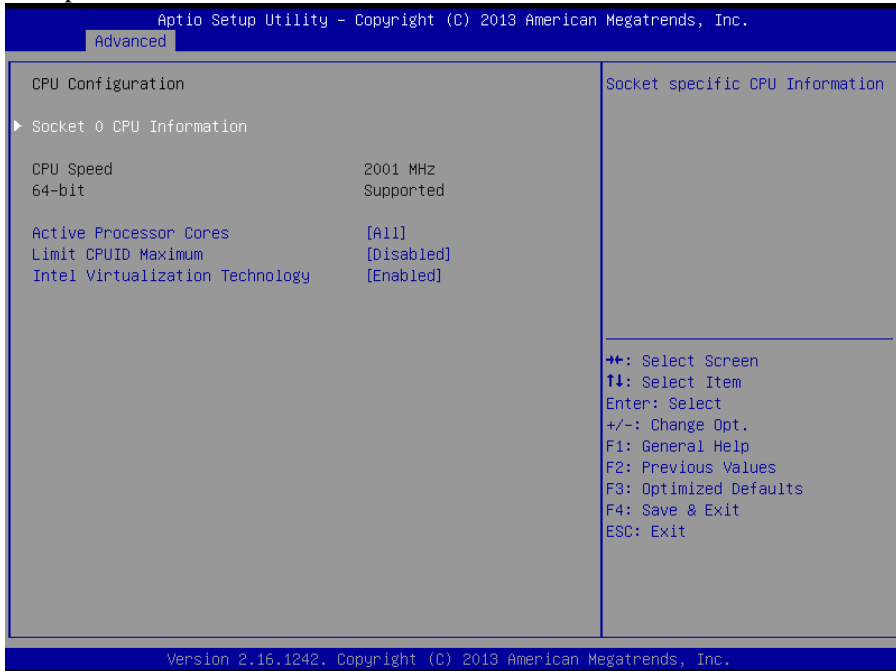 Aptio Setup Utility – Copyright (C) 2013 American Megatrends, Inc.
Advanced
CPU Configuration
Socket 0 CPU Information
CPU Speed 2001 MHz
64-bit Supported
Active Processor Cores [All]
Limit CPUID Maximum [Disabled]
Intel Virtualization Technology [Enabled]
Socket specific CPU Information
→←: Select Screen
↑↓: Select Item
Enter: Select
+/-: Change Opt.
F1: General Help
F2: Previous Values
F3: Optimized Defaults
F4: Save & Exit
ESC: Exit
Version 2.16.1242. Copyright (C) 2013 American Megatrends, Inc.